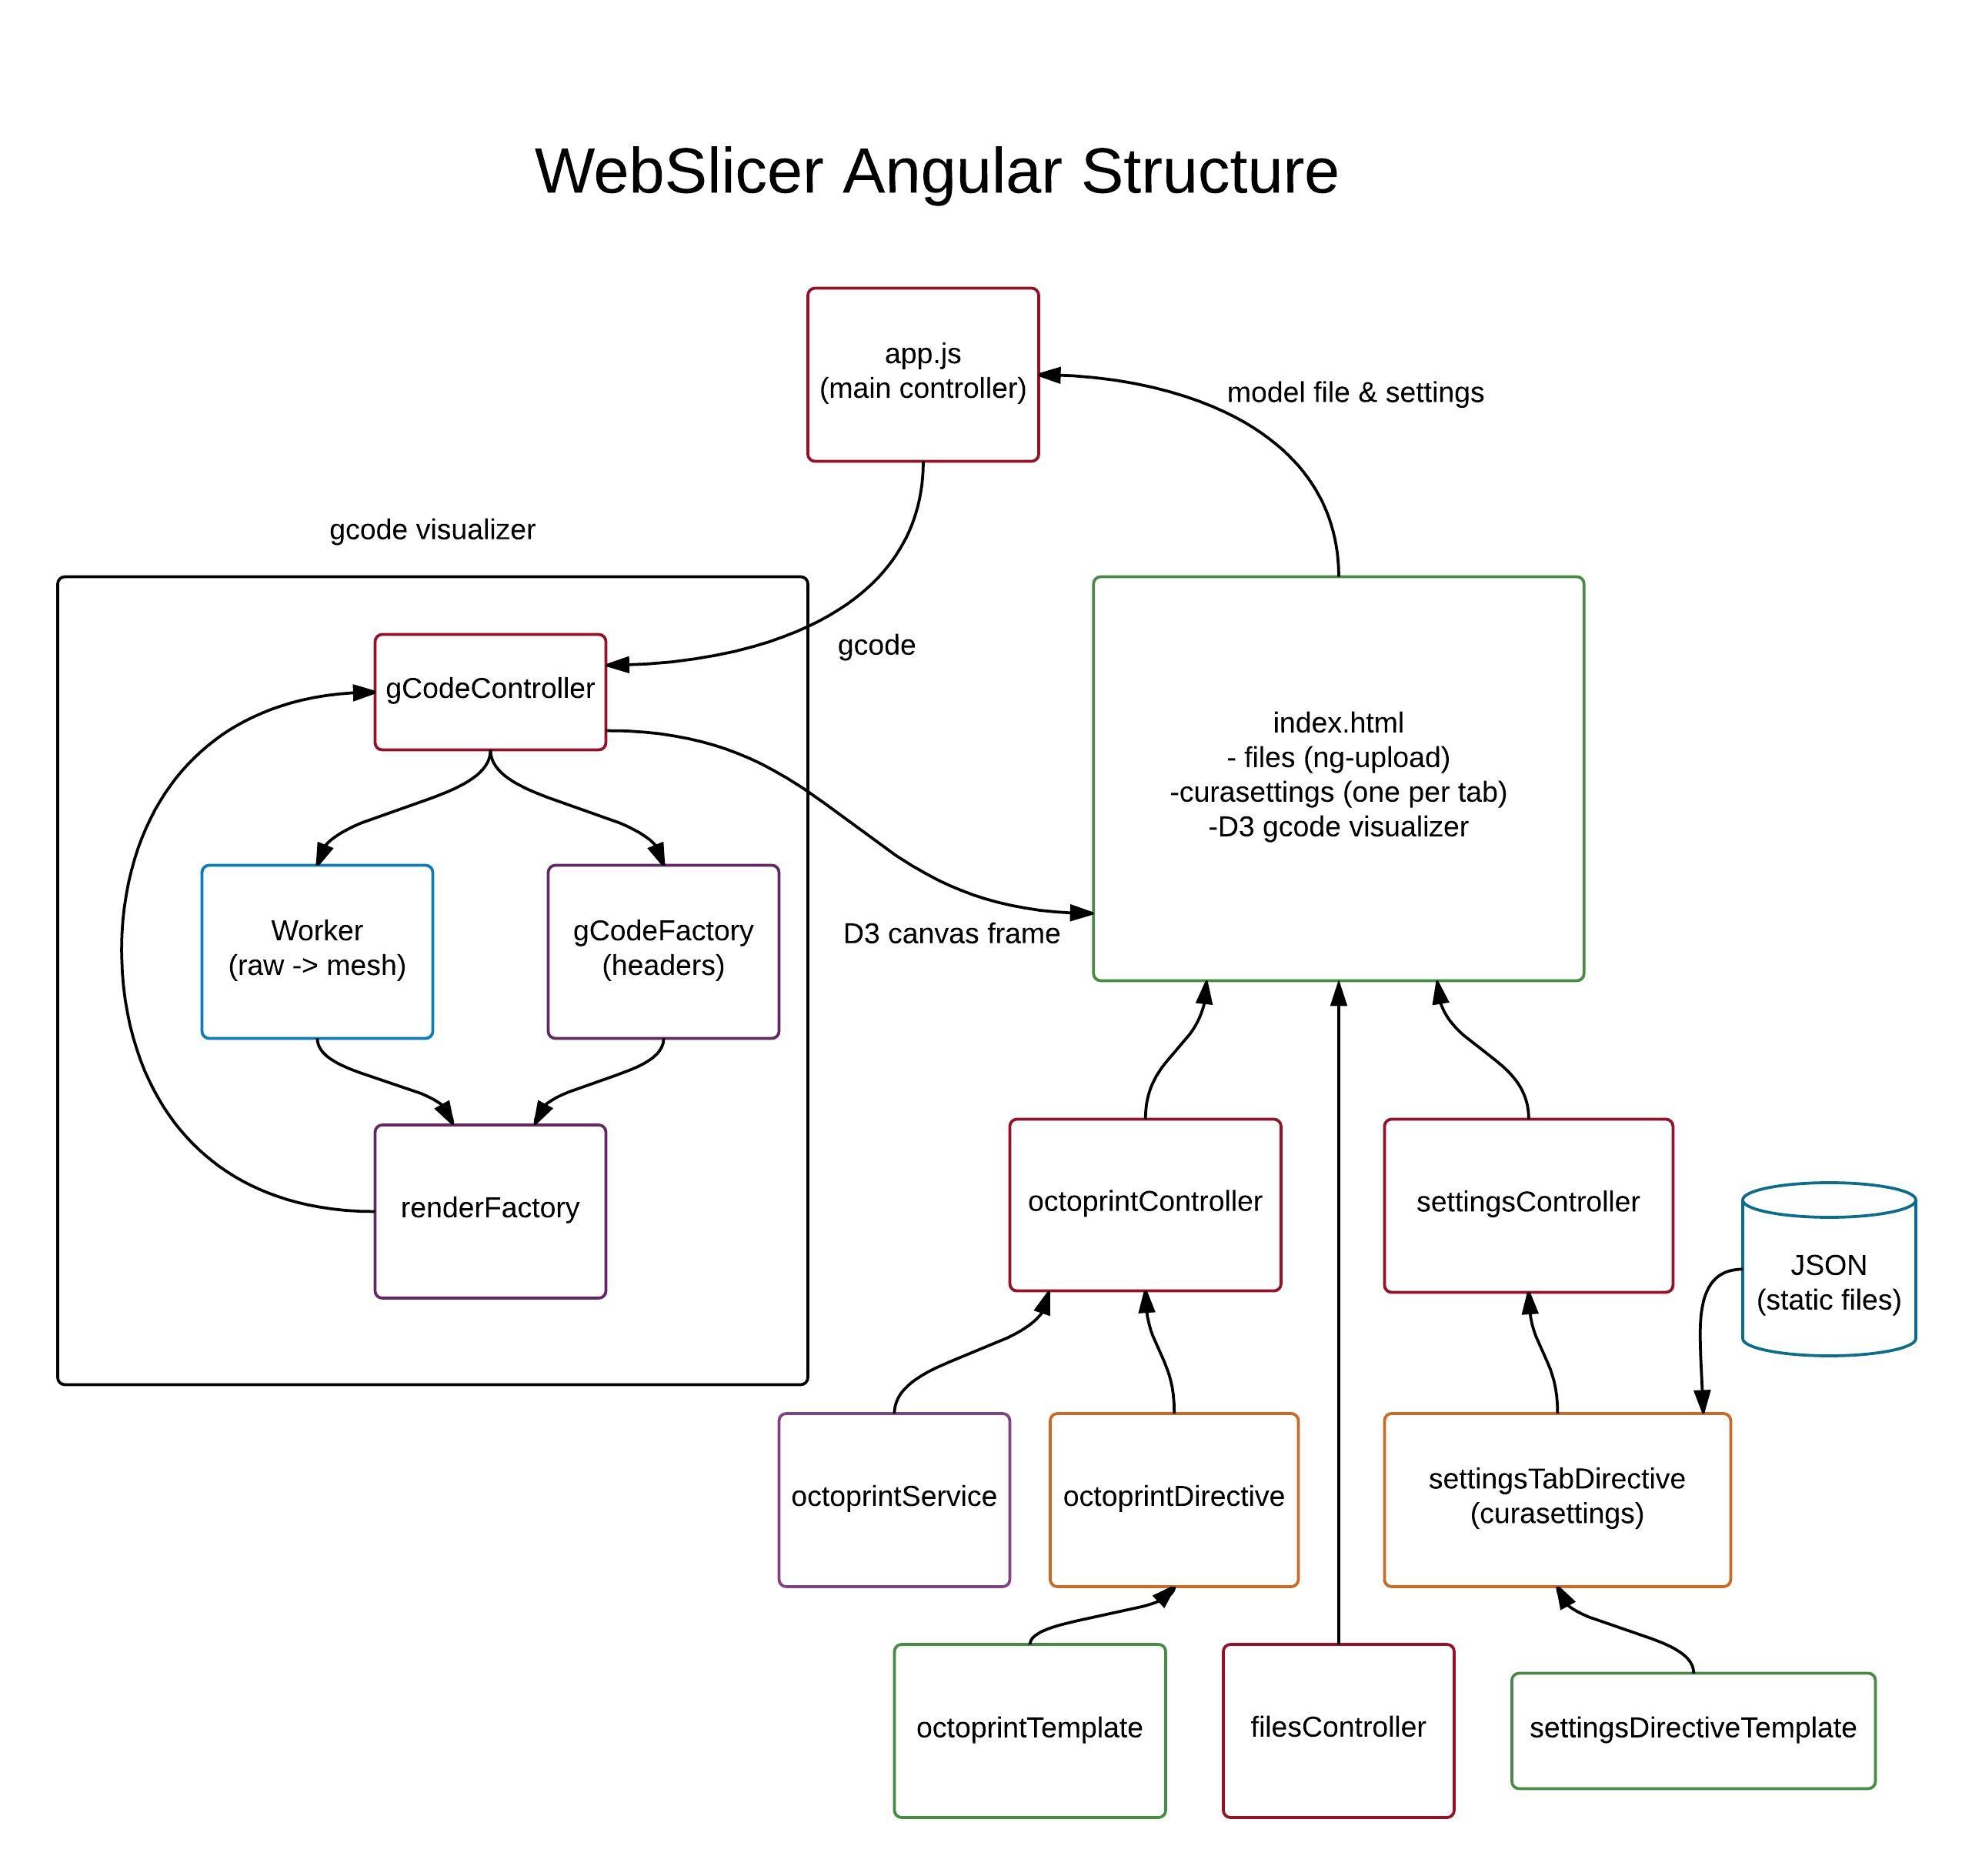 WebSlicer Angular Structure
app.js
(main controller)
model file & settings
gcode visualizer
gcode
gCodeController
index.html
- files (ng-upload)
-curasettings (one per tab)
-D3 gcode visualizer
Worker
(raw -> mesh)
gCodeFactory
(headers)
D3 canvas frame
renderFactory
octoprintController
settingsController
JSON
(static files)
octoprintService
octoprintDirective
settingsTabDirective
(curasettings)
octoprintTemplate
filesController
settingsDirectiveTemplate